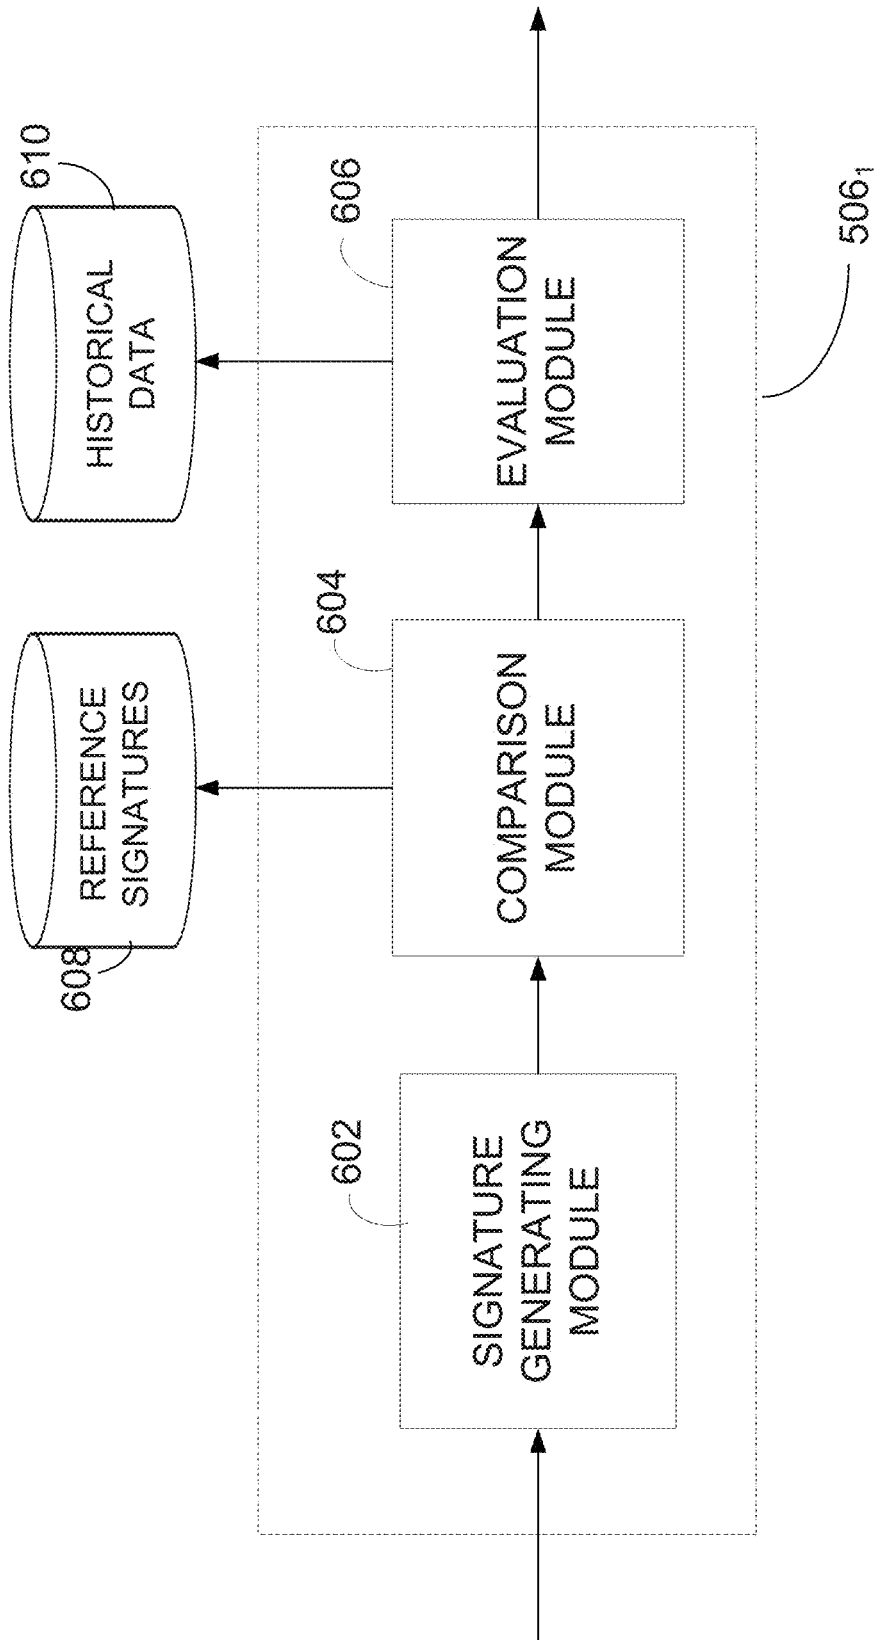 608
REFERENCE
SIGNATURES
610
HISTORICAL
DATA
602
SIGNATURE
GENERATING
MODULE
604
COMPARISON
MODULE
606
EVALUATION
MODULE
506₁